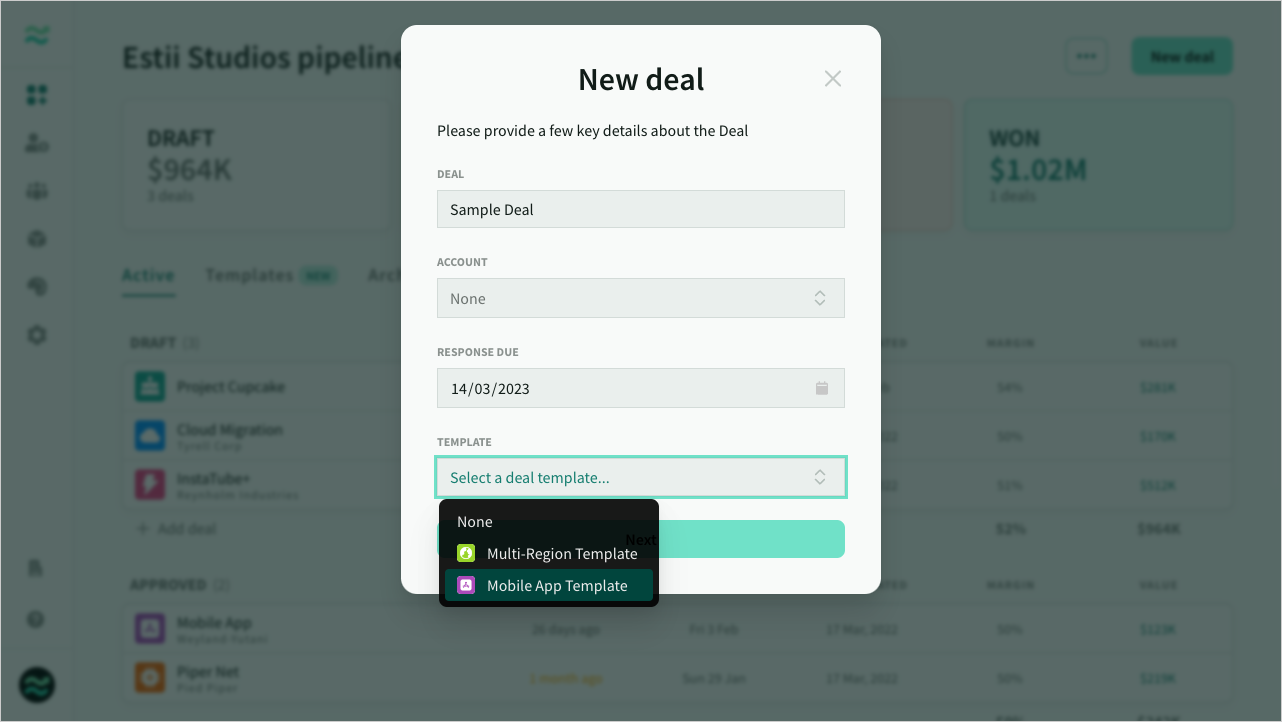 Estii Studios pipeline
New deal
DRAFT
$964K
3 deals
WON
$1.02M
1 deals
Active Templates NEW
New deal
Please provide a few key details about the Deal
DEAL
Sample Deal
ACCOUNT
None
RESPONSE DUE
14/03/2023
TEMPLATE
Select a deal template...
None
Multi-Region Template
Mobile App Template
Next
DRAFT (3) MARGIN VALUE
Project Cupcake 54% $281K
Cloud Migration 50% $170K
Tyrell Corp
InstaTube+ 51% $512K
Reynholm Industries
+ Add deal 52% $964K
APPROVED (2)
Mobile App 26 days ago Fri 3 Feb 17 Mar, 2022 50% $123K
Weyland-Yutani
Piper Net 1 month ago Sun 29 Jan 17 Mar, 2022 50% $219K
Pied Piper